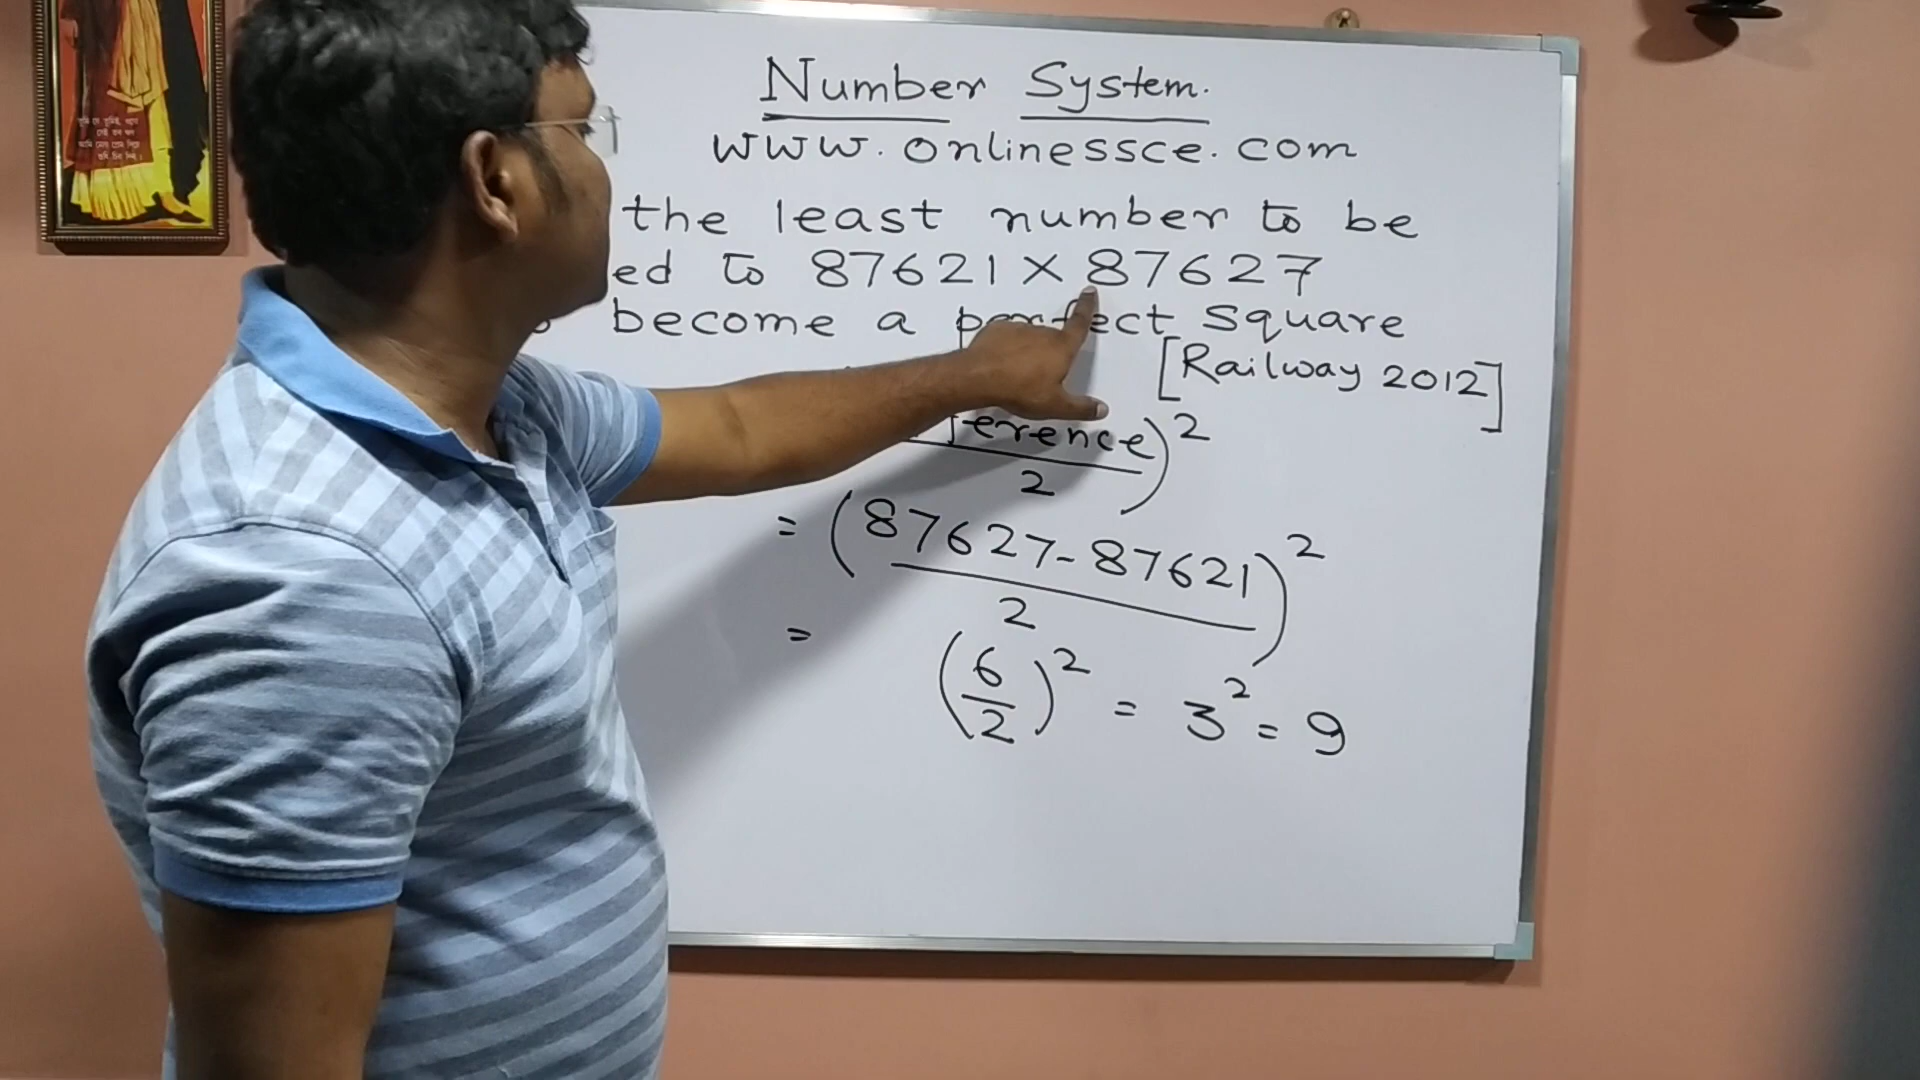 Number System.
www.onlinessce.com
the least number to be
ed to 87621 × 87627
become a perfect square
[Railway 2012]
ference)²
2
= (87627-87621)²
2
= (6/2)² = 3² = 9